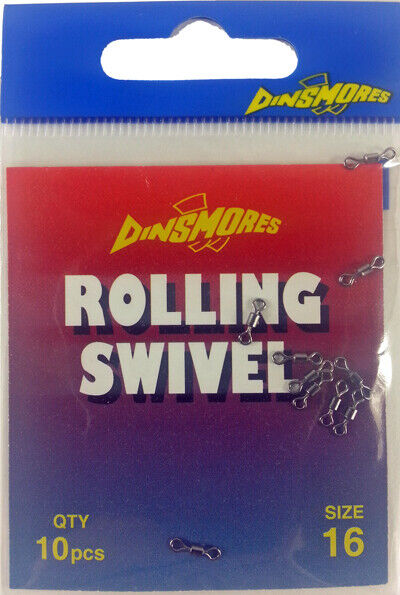 DINSMORES
DINSMORES
ROLLING
SWIVEL
QTY
10pcs
SIZE
16